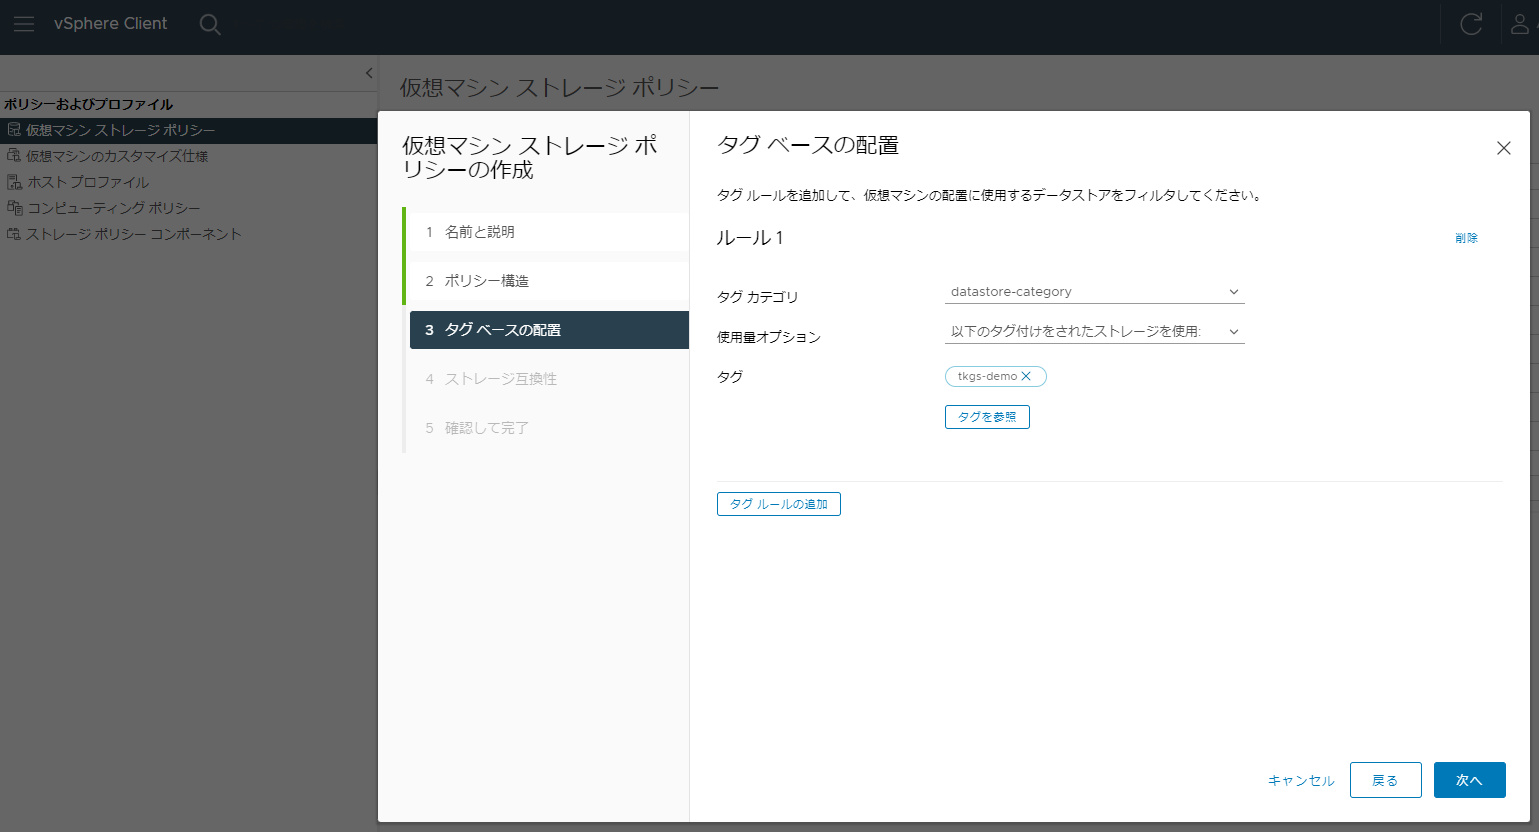 vSphere Client
仮想マシン ストレージ ポリシー
ポリシーおよびプロファイル
仮想マシン ストレージ ポリシー
仮想マシンのカスタマイズ仕様
ホスト プロファイル
コンピューティング ポリシー
ストレージ ポリシー コンポーネント
仮想マシン ストレージ ポ
リシーの作成
1 名前と説明
2 ポリシー構造
3 タグ ベースの配置
4 ストレージ互換性
5 確認して完了
タグ ベースの配置
タグ ルールを追加して、仮想マシンの配置に使用するデータストアをフィルタしてください。
ルール 1
削除
タグ カテゴリ
datastore-category
使用量オプション
以下のタグ付けをされたストレージを使用:
タグ
tkgs-demo
タグを参照
タグ ルールの追加
キャンセル
戻る
次へ